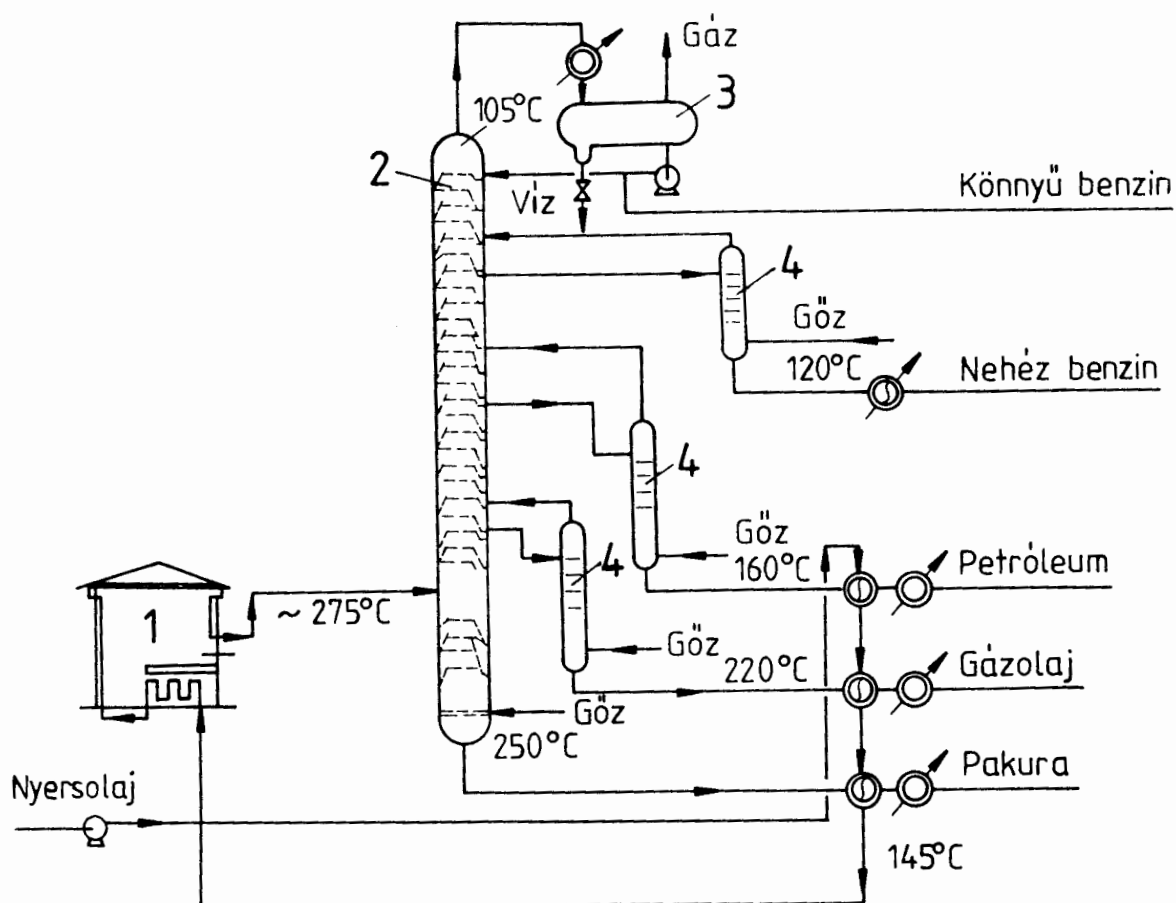 Gáz
3
105°C
2
Víz
Könnyű benzin
4
Gőz
120°C
Nehéz benzin
4
Gőz
160°C
Petróleum
4
1
~ 275°C
Gőz
220°C
Gázolaj
Gőz
250°C
Pakura
Nyersolaj
145°C